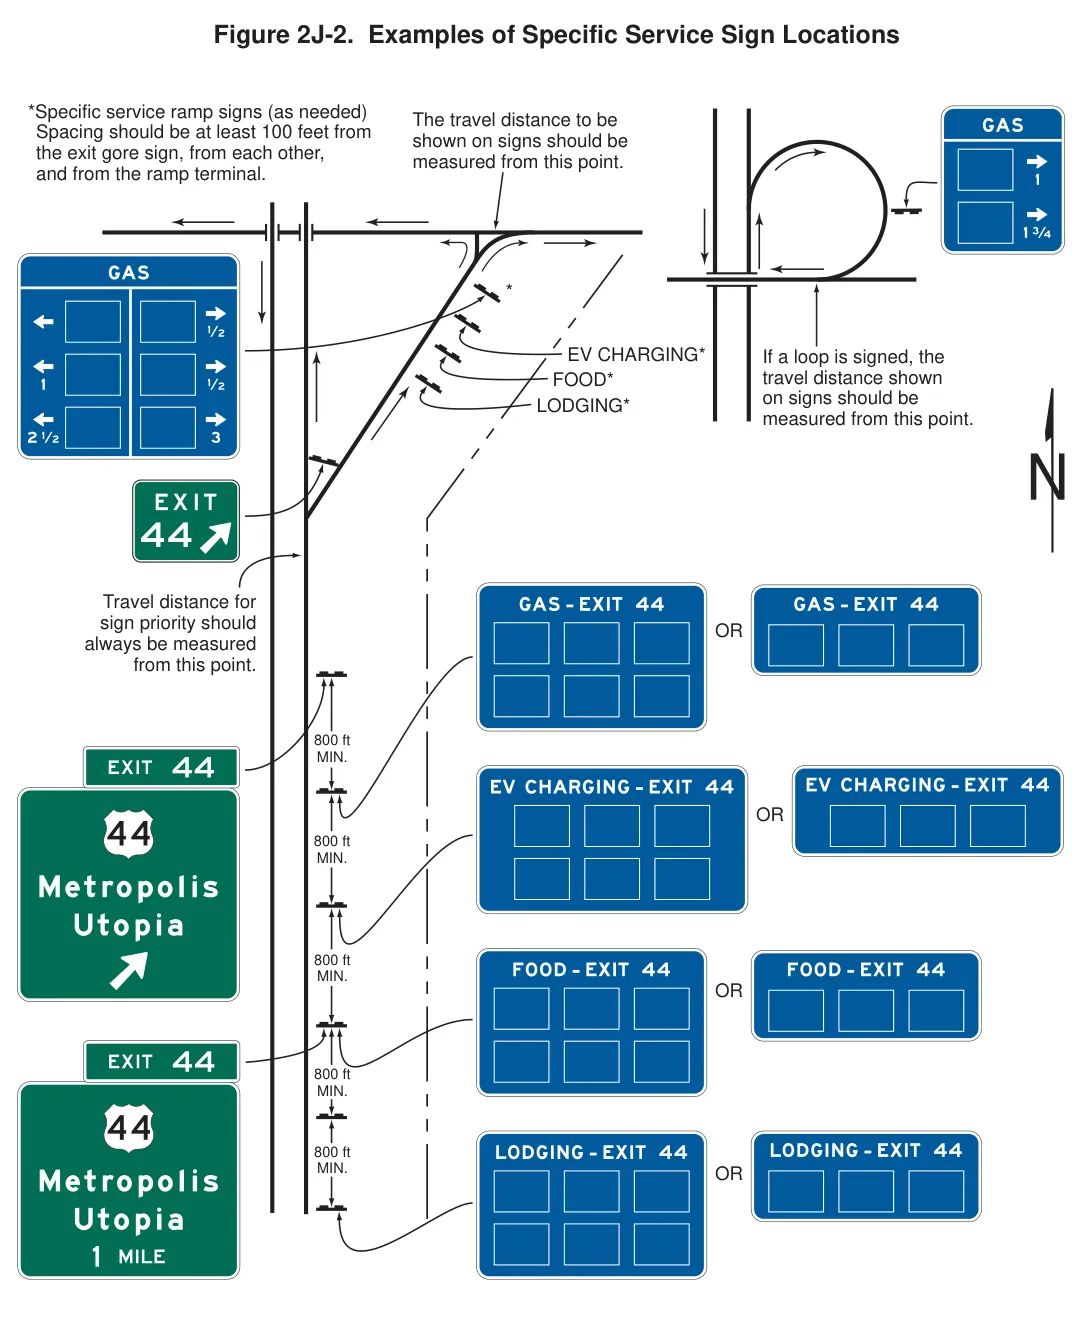 Figure 2J-2.  Examples of Specific Service Sign Locations
*Specific service ramp signs (as needed)
Spacing should be at least 100 feet from
the exit gore sign, from each other,
and from the ramp terminal.
The travel distance to be
shown on signs should be
measured from this point.
GAS
1
1 3/4
GAS
1/2
1
1/2
2 1/2
3
*
EV CHARGING*
FOOD*
LODGING*
If a loop is signed, the
travel distance shown
on signs should be
measured from this point.
N
EXIT
44
Travel distance for
sign priority should
always be measured
from this point.
GAS - EXIT 44
OR
GAS - EXIT 44
800 ft
MIN.
EXIT 44
44
Metropolis
Utopia
EV CHARGING - EXIT 44
OR
EV CHARGING - EXIT 44
800 ft
MIN.
FOOD - EXIT 44
OR
FOOD - EXIT 44
800 ft
MIN.
EXIT 44
44
Metropolis
Utopia
1 MILE
800 ft
MIN.
800 ft
MIN.
LODGING - EXIT 44
OR
LODGING - EXIT 44